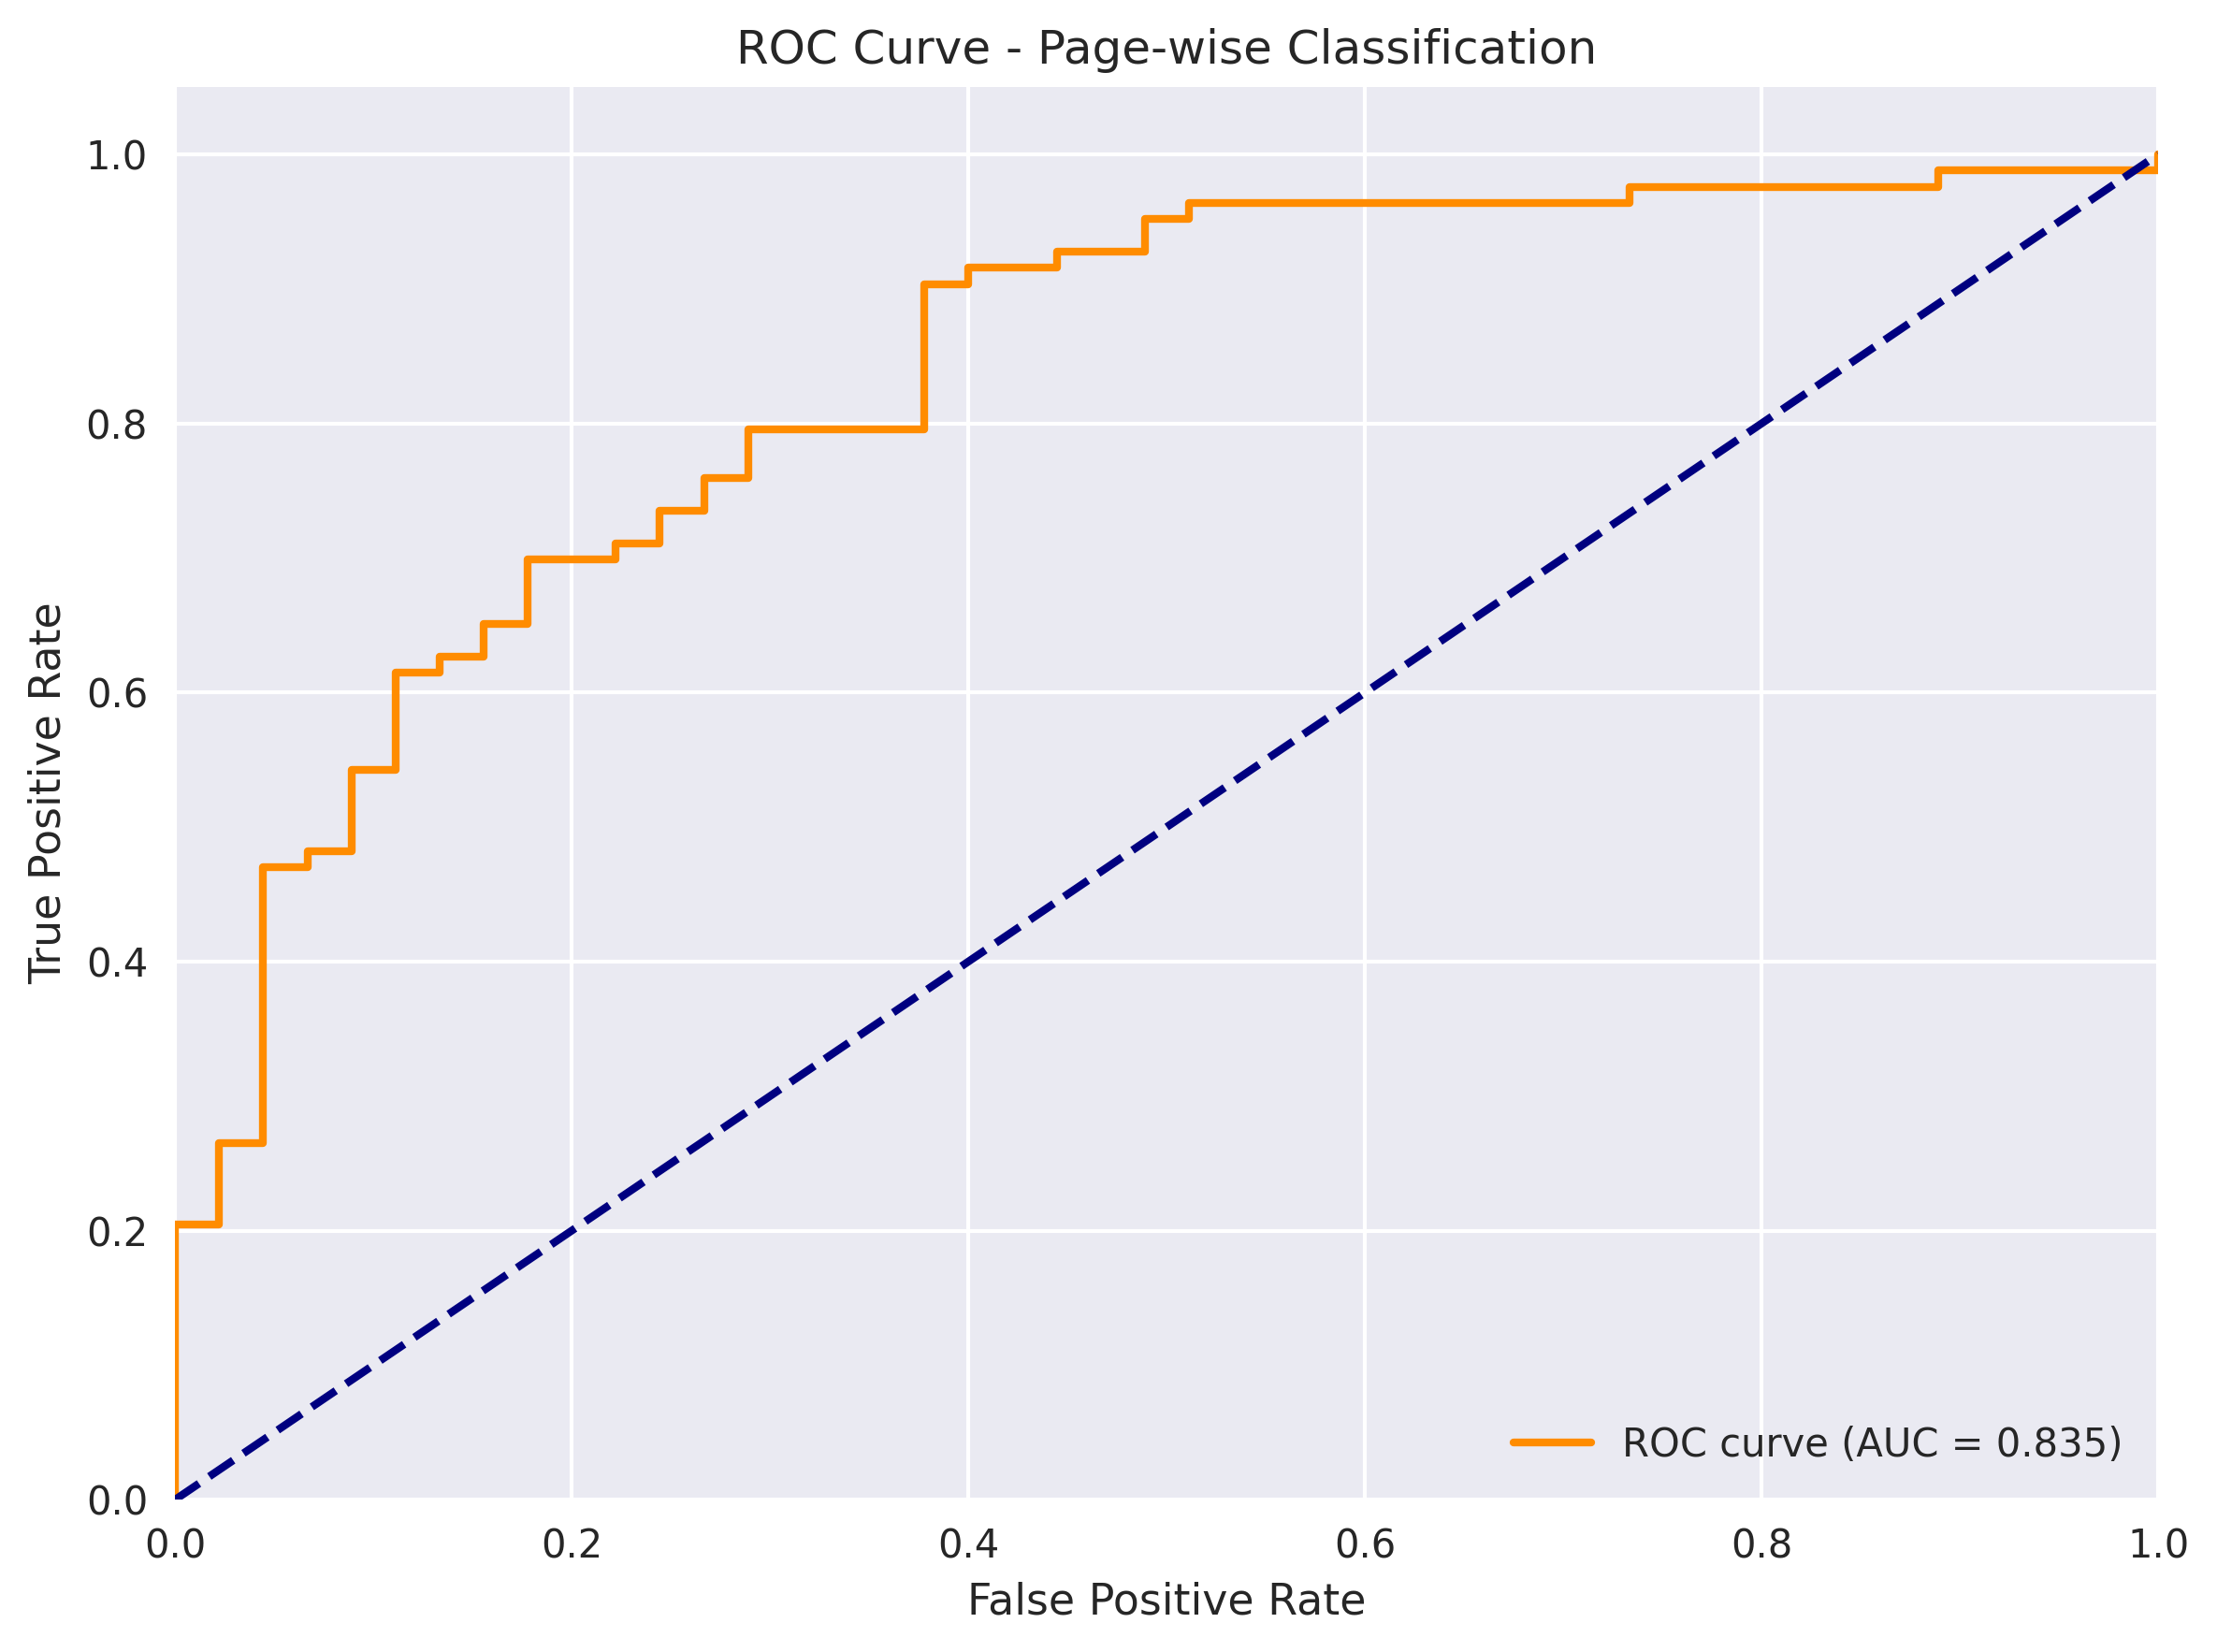 ROC Curve - Page-wise Classification
True Positive Rate
1.0
0.8
0.6
0.4
0.2
0.0
0.0 0.2 0.4 0.6 0.8 1.0
False Positive Rate
ROC curve (AUC = 0.835)